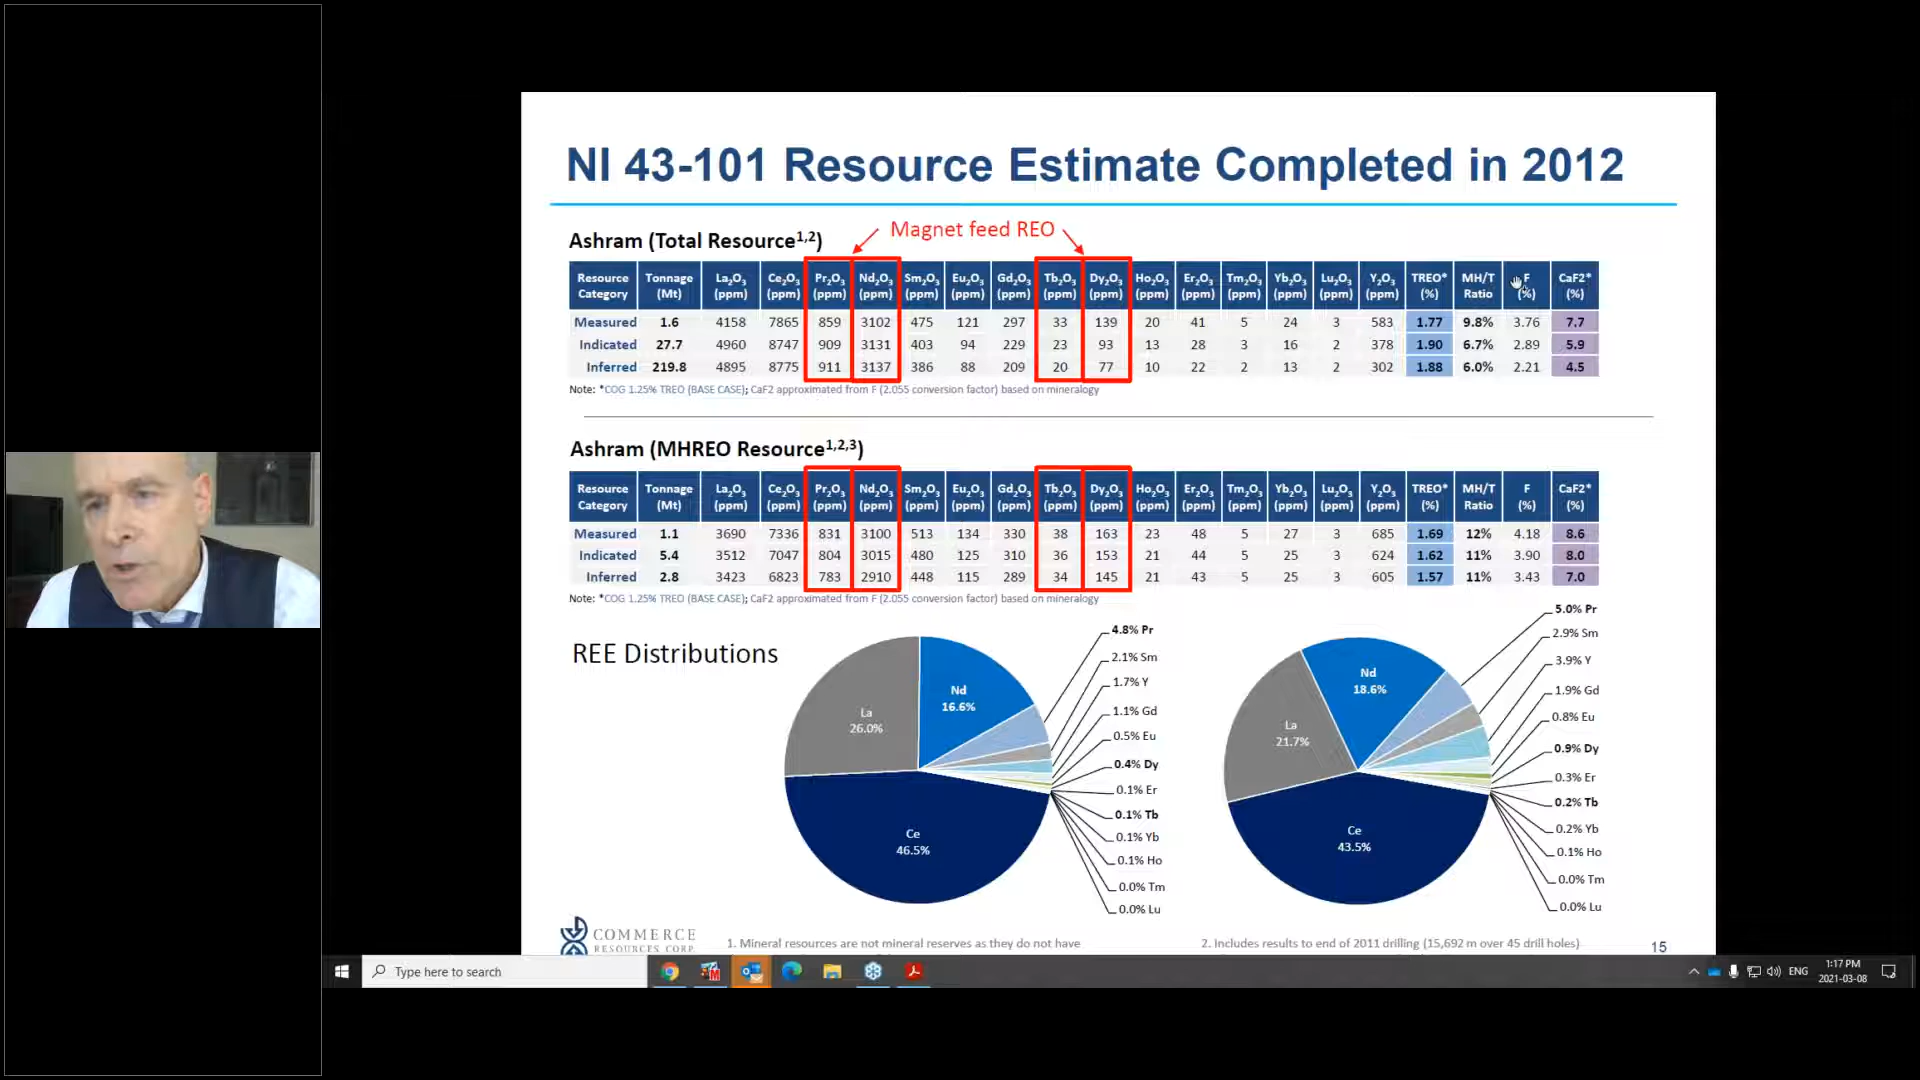 NI 43-101 Resource Estimate Completed in 2012
Magnet feed REO
Ashram (Total Resource1,2)
Resource Category Tonnage (Mt) La2O3 (ppm) Ce2O3 (ppm) Pr2O3 (ppm) Nd2O3 (ppm) Sm2O3 (ppm) Eu2O3 (ppm) Gd2O3 (ppm) Tb2O3 (ppm) Dy2O3 (ppm) Ho2O3 (ppm) Er2O3 (ppm) Tm2O3 (ppm) Yb2O3 (ppm) Lu2O3 (ppm) Y2O3 (ppm) TREO* (%) MH/T Ratio F (%) CaF2* (%)
Measured 1.6 4158 7865 859 3102 475 121 297 33 139 20 41 5 24 3 583 1.77 9.8% 3.76 7.7
Indicated 27.7 4960 8747 909 3131 403 94 229 23 93 13 28 3 16 2 378 1.90 6.7% 2.89 5.9
Inferred 219.8 4895 8775 911 3137 386 88 209 20 77 10 22 2 13 2 302 1.88 6.0% 2.21 4.5
Note: *COG 1.25% TREO (BASE CASE); CaF2 approximated from F (2.055 conversion factor) based on mineralogy
Ashram (MHREO Resource1,2,3)
Resource Category Tonnage (Mt) La2O3 (ppm) Ce2O3 (ppm) Pr2O3 (ppm) Nd2O3 (ppm) Sm2O3 (ppm) Eu2O3 (ppm) Gd2O3 (ppm) Tb2O3 (ppm) Dy2O3 (ppm) Ho2O3 (ppm) Er2O3 (ppm) Tm2O3 (ppm) Yb2O3 (ppm) Lu2O3 (ppm) Y2O3 (ppm) TREO* (%) MH/T Ratio F (%) CaF2* (%)
Measured 1.1 3690 7336 831 3100 513 134 330 38 163 23 48 5 27 3 685 1.69 12% 4.18 8.6
Indicated 5.4 3512 7047 804 3015 480 125 310 36 153 21 44 5 25 3 624 1.62 11% 3.90 8.0
Inferred 2.8 3423 6823 783 2910 448 115 289 34 145 21 43 5 25 3 605 1.57 11% 3.43 7.0
Note: *COG 1.25% TREO (BASE CASE); CaF2 approximated from F (2.055 conversion factor) based on mineralogy
REE Distributions
Nd
16.6%
La
26.0%
Ce
46.5%
4.8% Pr
2.1% Sm
1.7% Y
1.1% Gd
0.5% Eu
0.4% Dy
0.1% Er
0.1% Tb
0.1% Yb
0.1% Ho
0.0% Tm
0.0% Lu
Nd
18.6%
La
21.7%
Ce
43.5%
5.0% Pr
2.9% Sm
3.9% Y
1.9% Gd
0.8% Eu
0.9% Dy
0.3% Er
0.2% Tb
0.2% Yb
0.1% Ho
0.0% Tm
0.0% Lu
COMMERCE
RESOURCES CORP.
1. Mineral resources are not mineral reserves as they do not have
2. Includes results to end of 2011 drilling (15,692 m over 45 drill holes)
15
Type here to search
ENG
1:17 PM
2021-03-08